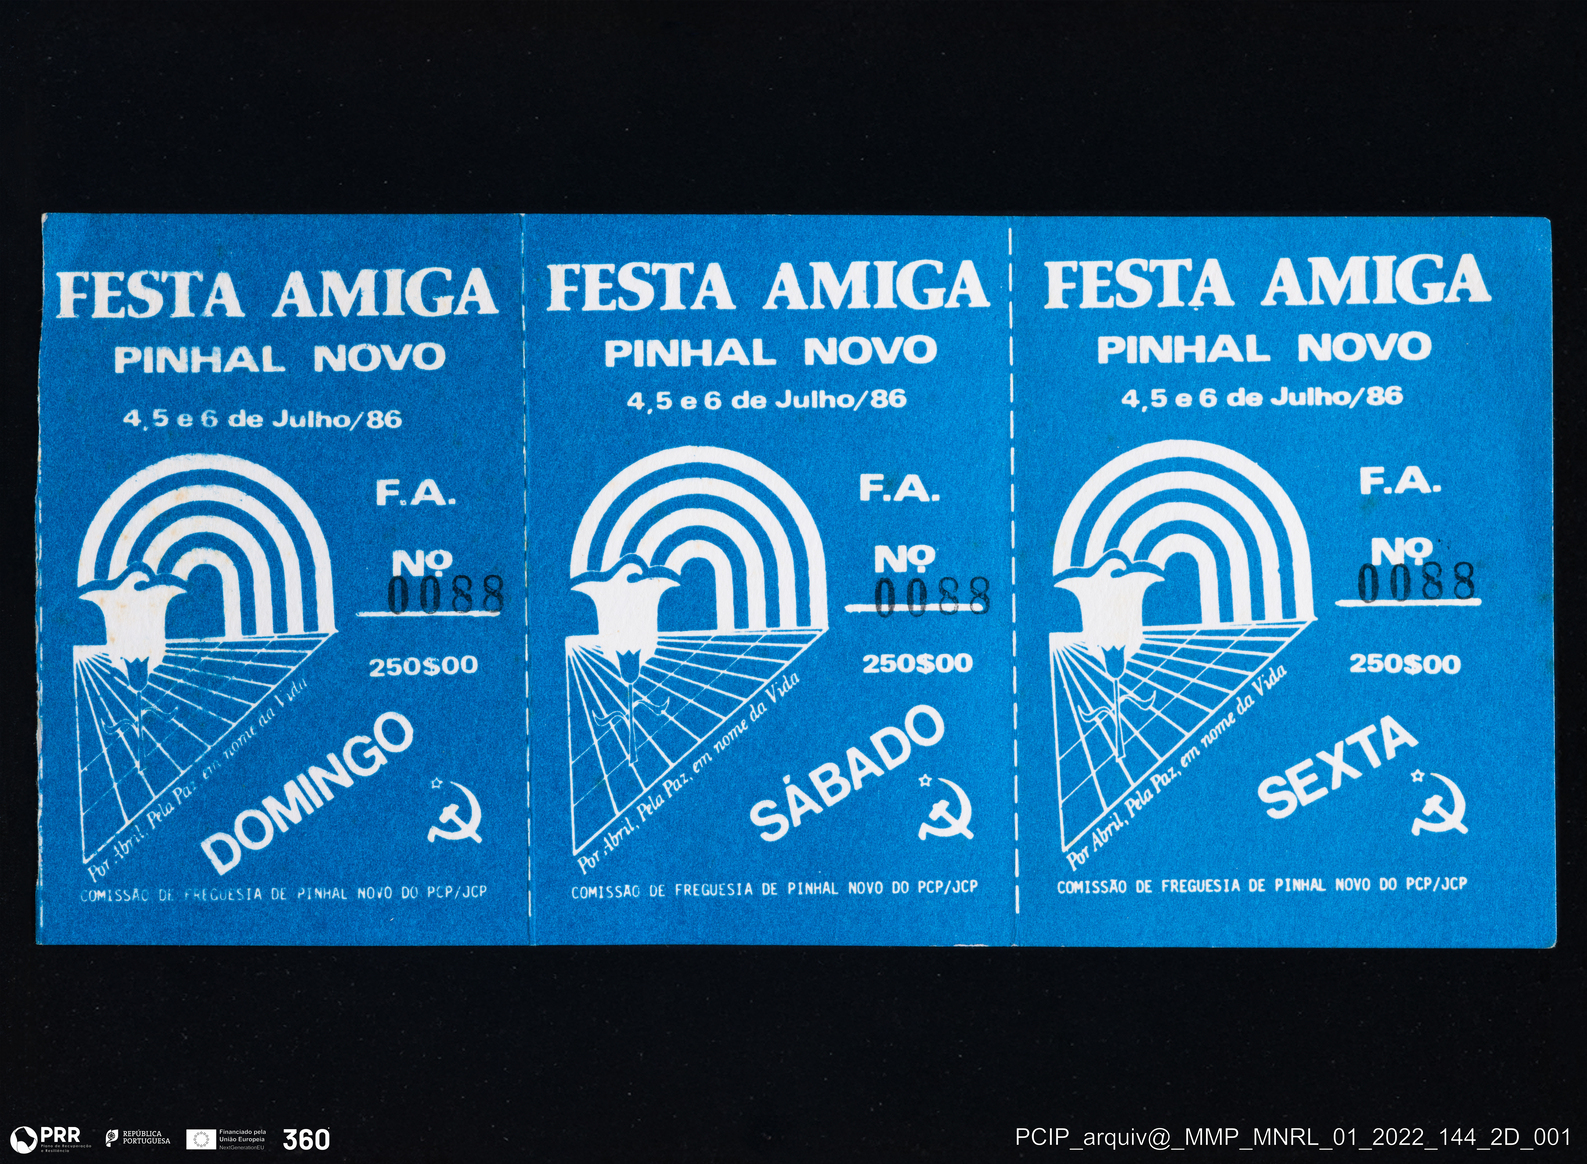 FESTA AMIGA
PINHAL NOVO
4,5 e 6 de Julho/86
F.A.
Nº
0088
250$00
Por Abril, Pela Paz, em nome da Vida
DOMINGO
COMISSÃO DE FREGUESIA DE PINHAL NOVO DO PCP/JCP
FESTA AMIGA
PINHAL NOVO
4,5 e 6 de Julho/86
F.A.
Nº
0088
250$00
Por Abril, Pela Paz, em nome da Vida
SÁBADO
COMISSÃO DE FREGUESIA DE PINHAL NOVO DO PCP/JCP
FESTA AMIGA
PINHAL NOVO
4,5 e 6 de Julho/86
F.A.
Nº
0088
250$00
Por Abril, Pela Paz, em nome da Vida
SEXTA
COMISSÃO DE FREGUESIA DE PINHAL NOVO DO PCP/JCP
PRR
Plano de Recuperação
e Resiliência
REPÚBLICA
PORTUGUESA
Financiado pela
União Europeia
NextGenerationEU
360
PCIP_arquiv@_MMP_MNRL_01_2022_144_2D_001